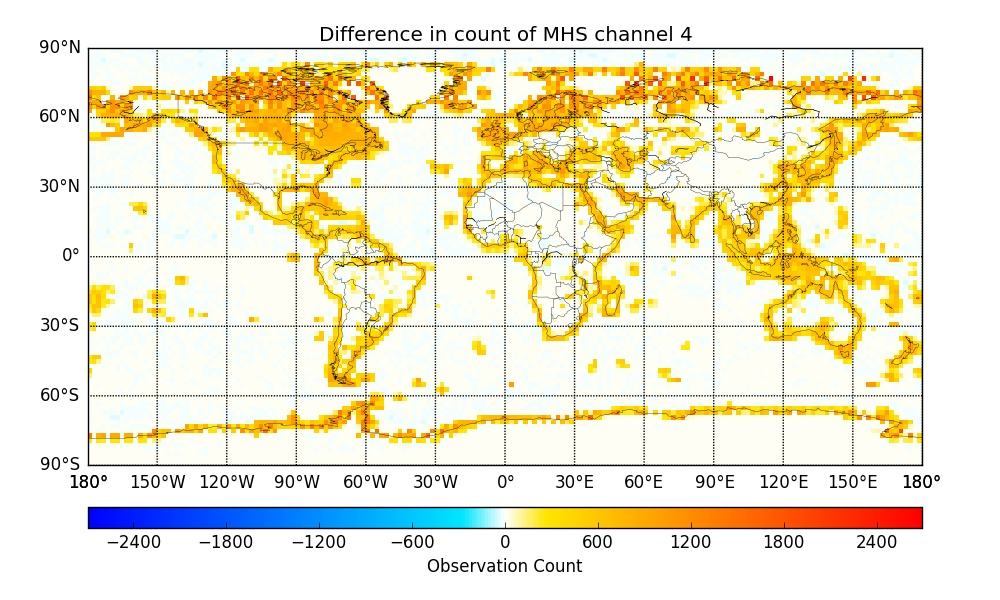 Difference in count of MHS channel 4
90°N
60°N
30°N
0°
30°S
60°S
90°S
180° 150°W 120°W 90°W 60°W 30°W 0° 30°E 60°E 90°E 120°E 150°E 180°
−2400 −1800 −1200 −600 0 600 1200 1800 2400
Observation Count